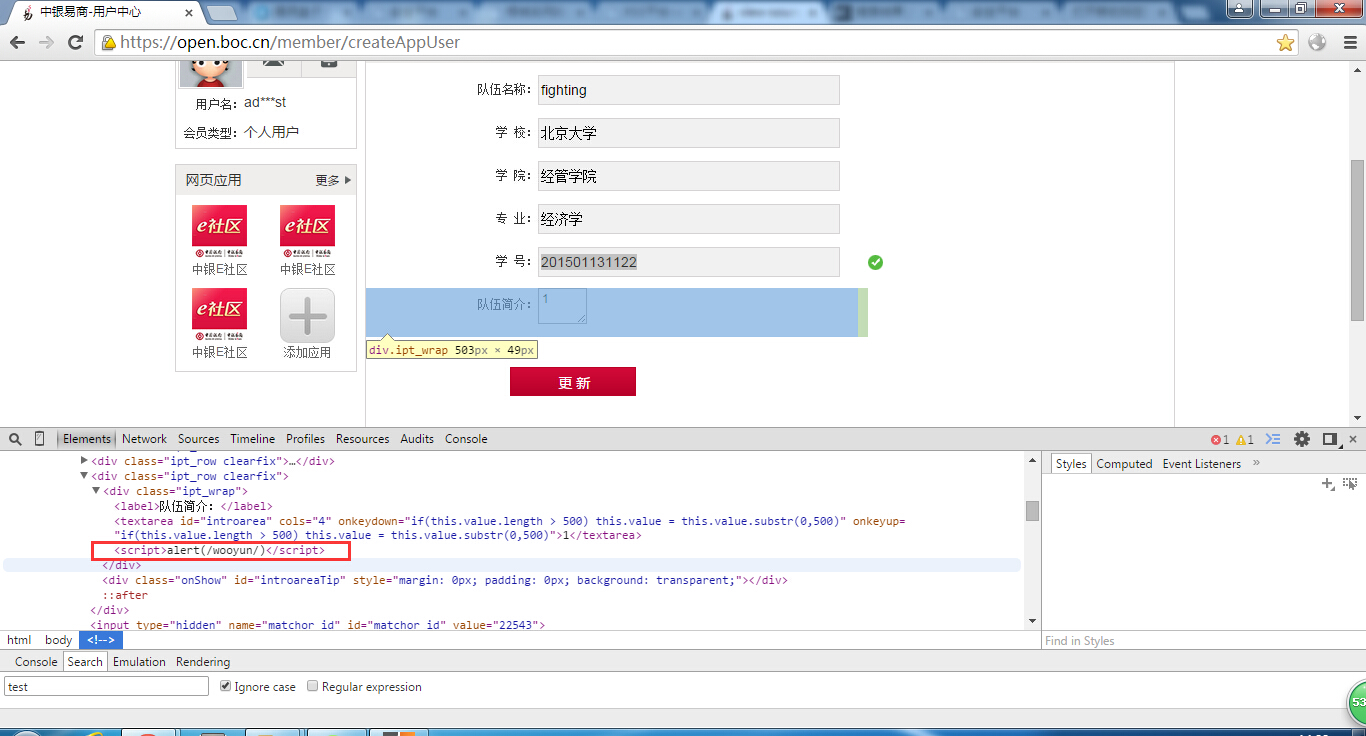 中银易商-用户中心
https://open.boc.cn/member/createAppUser
用户名: ad***st
会员类型: 个人用户
网页应用 更多
e社区 e社区
中银E社区 中银E社区
e社区
中银E社区 添加应用
队伍名称: fighting
学 校: 北京大学
学 院: 经管学院
专 业: 经济学
学 号: 201501131122
队伍简介: 1
div.ipt_wrap 503px × 49px
更 新
Elements Network Sources Timeline Profiles Resources Audits Console 1 1
<div class="ipt_row clearfix">…</div>
<div class="ipt_row clearfix">
<div class="ipt_wrap">
<label>队伍简介: </label>
<textarea id="introarea" cols="4" onkeydown="if(this.value.length > 500) this.value = this.value.substr(0,500)" onkeyup=
"if(this.value.length > 500) this.value = this.value.substr(0,500)">1</textarea>
<script>alert(/wooyun/)</script>
</div>
<div class="onShow" id="introareaTip" style="margin: 0px; padding: 0px; background: transparent;"></div>
::after
</div>
<input type="hidden" name="matchor_id" id="matchor_id" value="22543">
Styles Computed Event Listeners »
html body <!-->
Find in Styles
Console Search Emulation Rendering
test Ignore case Regular expression
53